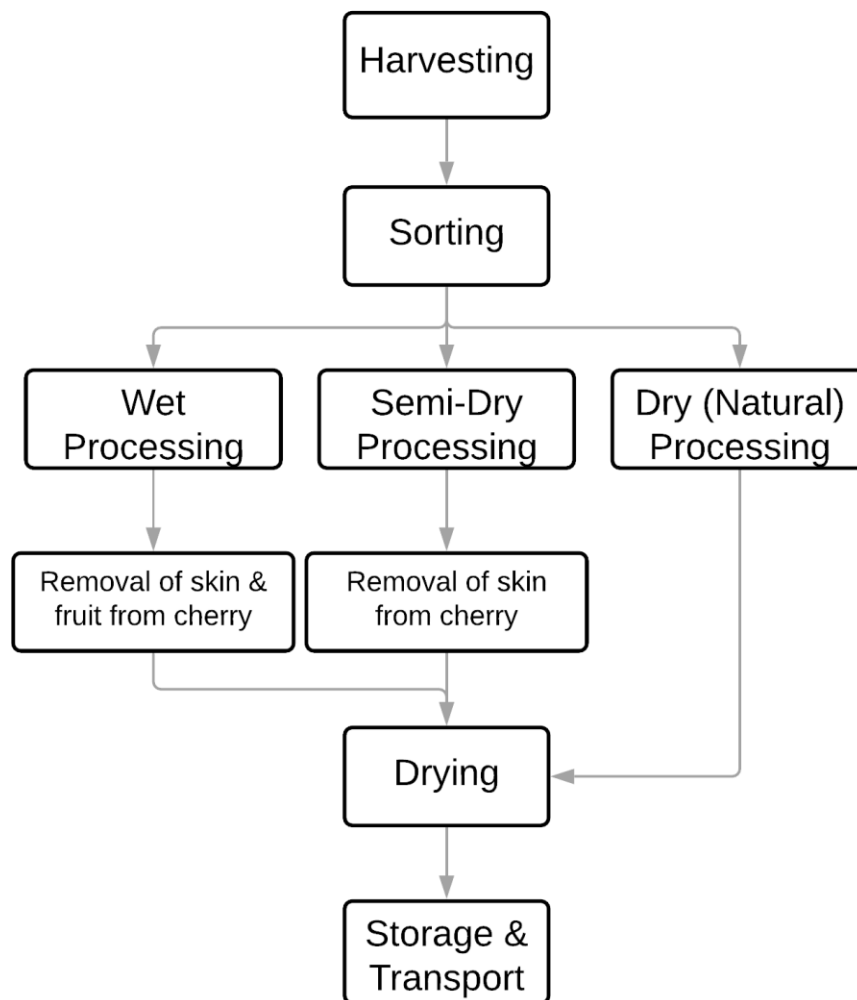 Harvesting
Sorting
Wet
Processing
Semi-Dry
Processing
Dry (Natural)
Processing
Removal of skin &
fruit from cherry
Removal of skin
from cherry
Drying
Storage &
Transport